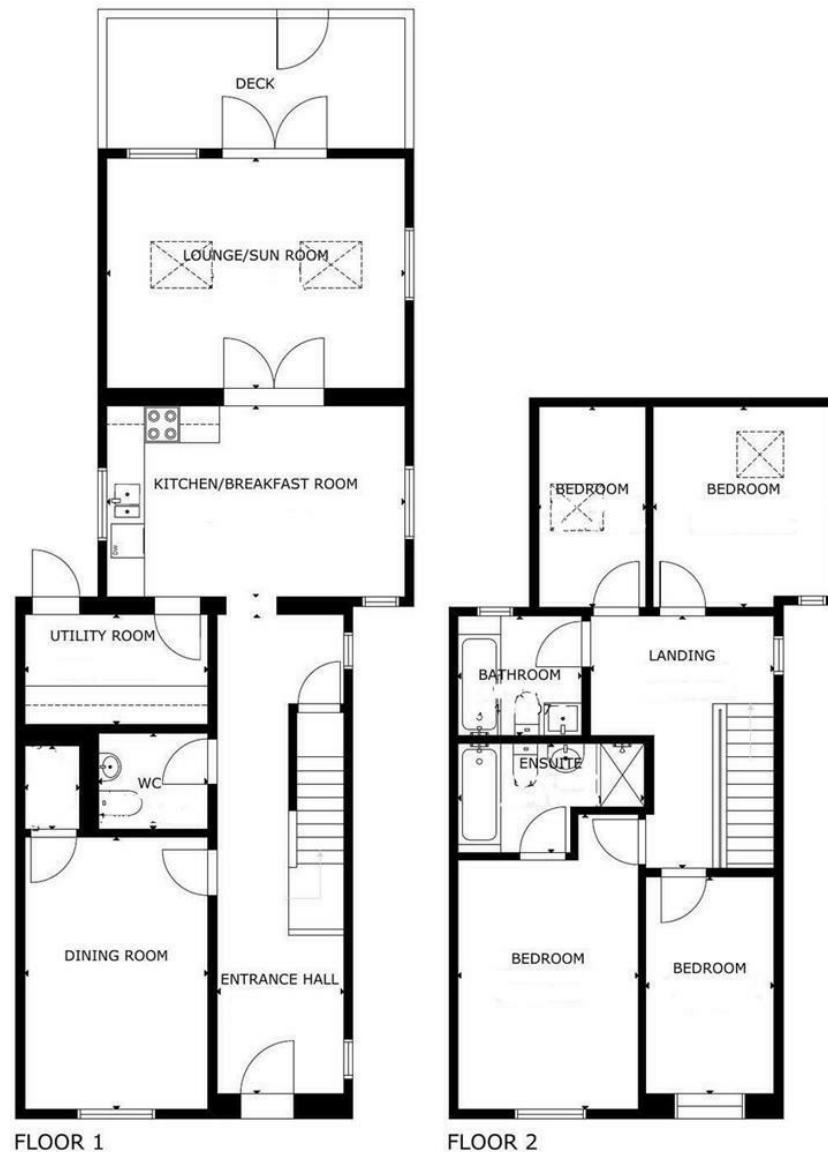 DECK
LOUNGE/SUN ROOM
KITCHEN/BREAKFAST ROOM
DW
UTILITY ROOM
WC
DINING ROOM
ENTRANCE HALL
FLOOR 1
BEDROOM
BEDROOM
BATHROOM
LANDING
ENSUITE
BEDROOM
BEDROOM
FLOOR 2